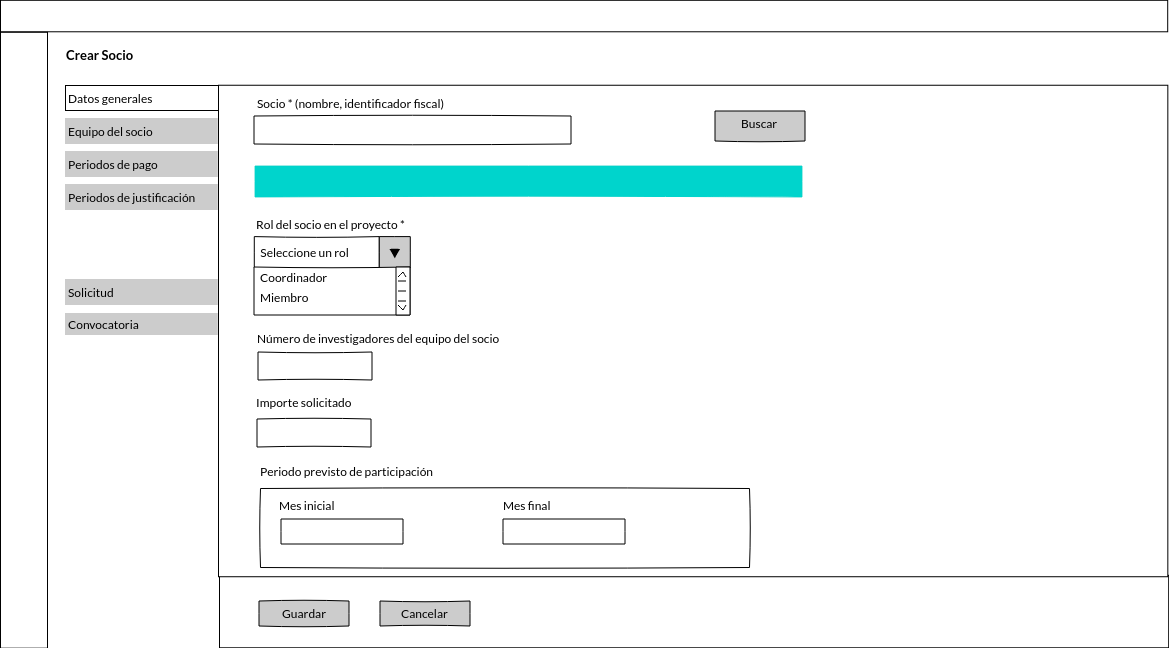 Crear Socio
Datos generales
Equipo del socio
Periodos de pago
Periodos de justificación
Solicitud
Convocatoria
Socio * (nombre, identificador fiscal)
Buscar
Rol del socio en el proyecto *
Seleccione un rol
Coordinador
Miembro
Número de investigadores del equipo del socio
Importe solicitado
Periodo previsto de participación
Mes inicial
Mes final
Guardar
Cancelar